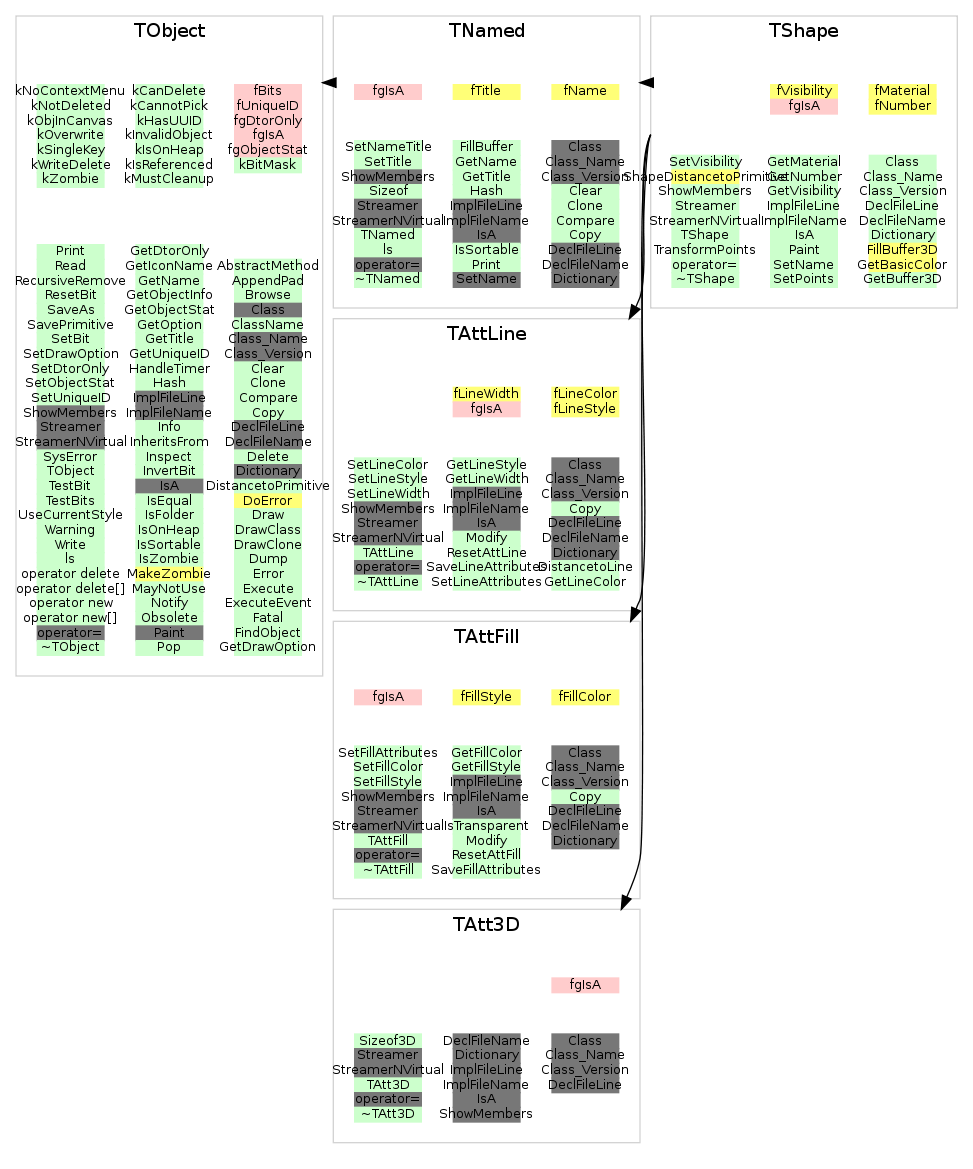 TObject
kNoContextMenu
kNotDeleted
kObjInCanvas
kOverwrite
kSingleKey
kWriteDelete
kZombie
kCanDelete
kCannotPick
kHasUUID
kInvalidObject
kIsOnHeap
kIsReferenced
kMustCleanup
fBits
fUniqueID
fgDtorOnly
fgIsA
fgObjectStat
kBitMask
Print
Read
RecursiveRemove
ResetBit
SaveAs
SavePrimitive
SetBit
SetDrawOption
SetDtorOnly
SetObjectStat
SetUniqueID
ShowMembers
Streamer
StreamerNVirtual
SysError
TObject
TestBit
TestBits
UseCurrentStyle
Warning
Write
ls
operator delete
operator delete[]
operator new
operator new[]
operator=
~TObject
GetDtorOnly
GetIconName
GetName
GetObjectInfo
GetObjectStat
GetOption
GetTitle
GetUniqueID
HandleTimer
Hash
ImplFileLine
ImplFileName
Info
InheritsFrom
Inspect
InvertBit
IsA
IsEqual
IsFolder
IsOnHeap
IsSortable
IsZombie
MakeZombie
MayNotUse
Notify
Obsolete
Paint
Pop
AbstractMethod
AppendPad
Browse
Class
ClassName
Class_Name
Class_Version
Clear
Clone
Compare
Copy
DeclFileLine
DeclFileName
Delete
Dictionary
DistancetoPrimitive
DoError
Draw
DrawClass
DrawClone
Dump
Error
Execute
ExecuteEvent
Fatal
FindObject
GetDrawOption
TNamed
fgIsA
fTitle
fName
SetNameTitle
SetTitle
ShowMembers
Sizeof
Streamer
StreamerNVirtual
TNamed
ls
operator=
~TNamed
FillBuffer
GetName
GetTitle
Hash
ImplFileLine
ImplFileName
IsA
IsSortable
Print
SetName
Class
Class_Name
Class_Version
Clear
Clone
Compare
Copy
DeclFileLine
DeclFileName
Dictionary
TShape
fVisibility
fgIsA
fMaterial
fNumber
SetVisibility
ShapeDistancetoPrimitive
ShowMembers
Streamer
StreamerNVirtual
TShape
TransformPoints
operator=
~TShape
GetMaterial
GetNumber
GetVisibility
ImplFileLine
ImplFileName
IsA
Paint
SetName
SetPoints
Class
Class_Name
Class_Version
DeclFileLine
DeclFileName
Dictionary
FillBuffer3D
GetBasicColor
GetBuffer3D
TAttLine
fLineWidth
fgIsA
fLineColor
fLineStyle
SetLineColor
SetLineStyle
SetLineWidth
ShowMembers
Streamer
StreamerNVirtual
TAttLine
operator=
~TAttLine
GetLineStyle
GetLineWidth
ImplFileLine
ImplFileName
IsA
Modify
ResetAttLine
SaveLineAttributes
SetLineAttributes
Class
Class_Name
Class_Version
Copy
DeclFileLine
DeclFileName
Dictionary
DistancetoLine
GetLineColor
TAttFill
fgIsA
fFillStyle
fFillColor
SetFillAttributes
SetFillColor
SetFillStyle
ShowMembers
Streamer
StreamerNVirtual
TAttFill
operator=
~TAttFill
GetFillColor
GetFillStyle
ImplFileLine
ImplFileName
IsA
IsTransparent
Modify
ResetAttFill
SaveFillAttributes
Class
Class_Name
Class_Version
Copy
DeclFileLine
DeclFileName
Dictionary
TAtt3D
fgIsA
Sizeof3D
Streamer
StreamerNVirtual
TAtt3D
operator=
~TAtt3D
DeclFileName
Dictionary
ImplFileLine
ImplFileName
IsA
ShowMembers
Class
Class_Name
Class_Version
DeclFileLine